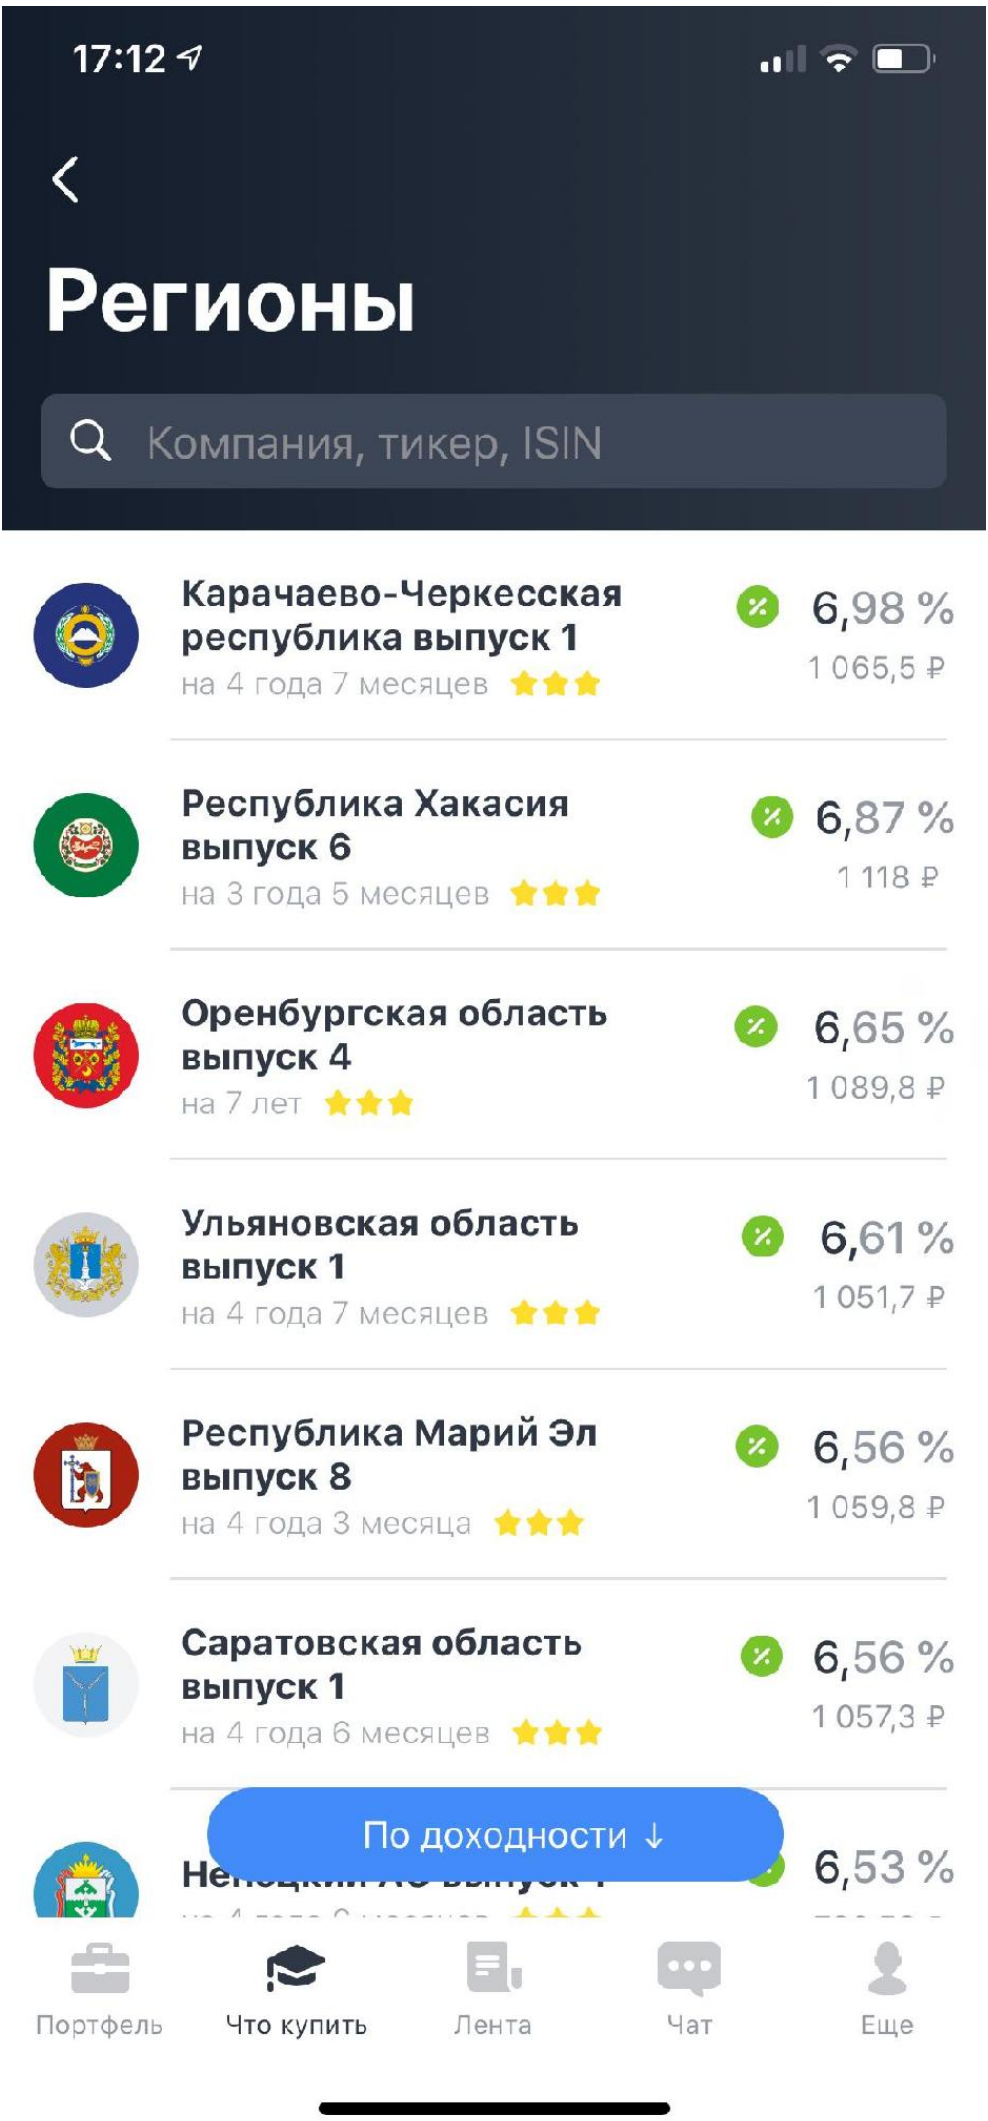 17:12
Регионы
Компания, тикер, ISIN
Карачаево-Черкесская
республика выпуск 1
на 4 года 7 месяцев
6,98 %
1 065,5 ₽
Республика Хакасия
выпуск 6
на 3 года 5 месяцев
6,87 %
1 118 ₽
Оренбургская область
выпуск 4
на 7 лет
6,65 %
1 089,8 ₽
Ульяновская область
выпуск 1
на 4 года 7 месяцев
6,61 %
1 051,7 ₽
Республика Марий Эл
выпуск 8
на 4 года 3 месяца
6,56 %
1 059,8 ₽
Саратовская область
выпуск 1
на 4 года 6 месяцев
6,56 %
1 057,3 ₽
По доходности ↓
6,53 %
Портфель
Что купить
Лента
Чат
Еще